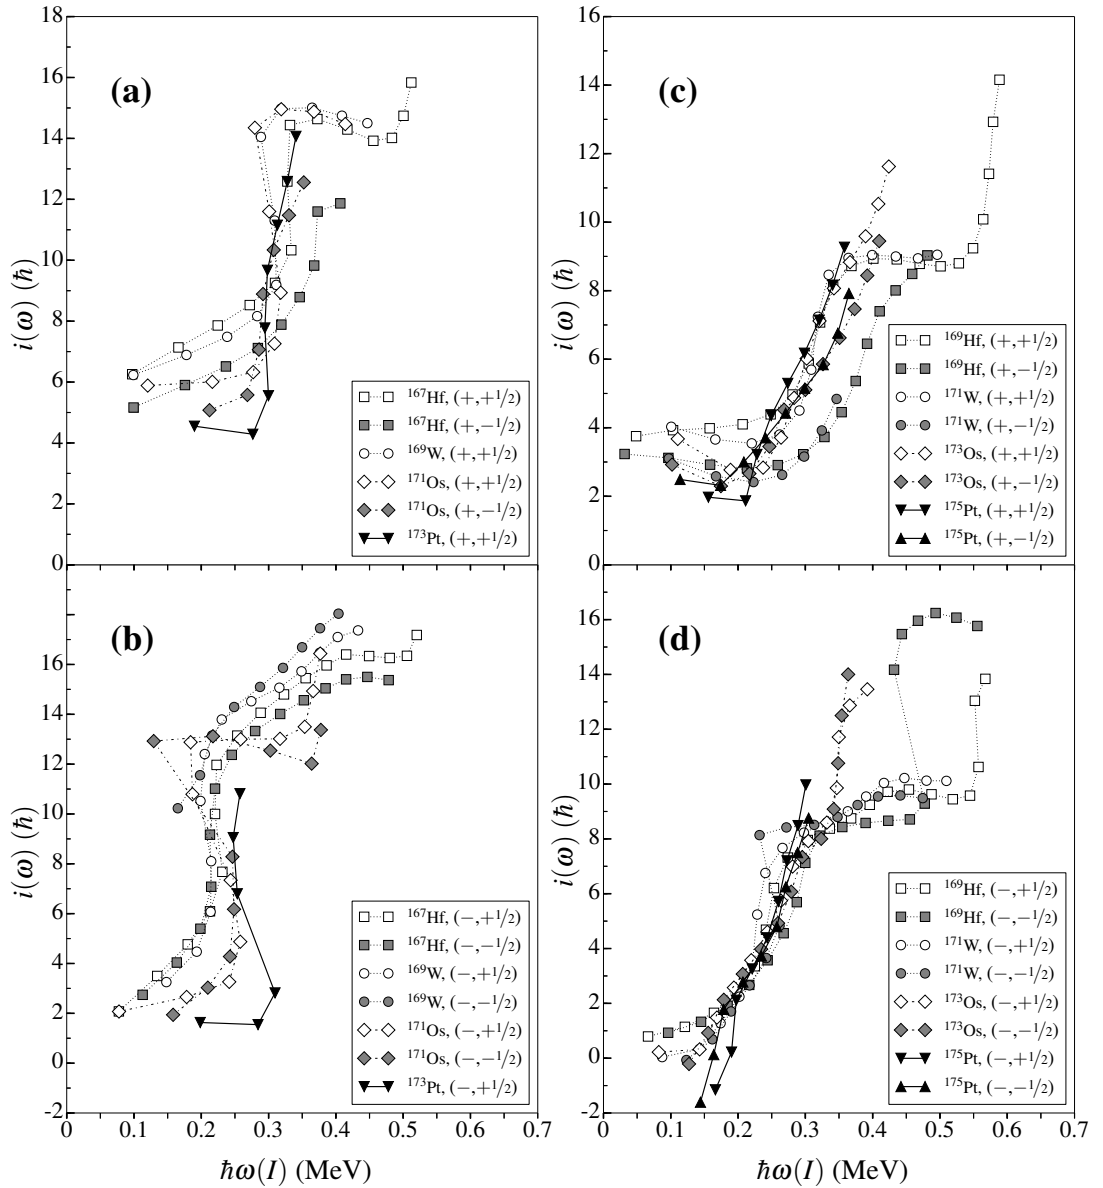 18
16
14
12
10
8
6
4
2
0
i(ω) (ħ)
(a)
¹⁶⁷Hf, (+,+1/2)
¹⁶⁷Hf, (+,−1/2)
¹⁶⁹W, (+,+1/2)
¹⁷¹Os, (+,+1/2)
¹⁷¹Os, (+,−1/2)
¹⁷³Pt, (+,+1/2)
16
14
12
10
8
6
4
2
0
i(ω) (ħ)
(c)
¹⁶⁹Hf, (+,+1/2)
¹⁶⁹Hf, (+,−1/2)
¹⁷¹W, (+,+1/2)
¹⁷¹W, (+,−1/2)
¹⁷³Os, (+,+1/2)
¹⁷³Os, (+,−1/2)
¹⁷⁵Pt, (+,+1/2)
¹⁷⁵Pt, (+,−1/2)
16
14
12
10
8
6
4
2
0
-2
i(ω) (ħ)
(b)
¹⁶⁷Hf, (−,+1/2)
¹⁶⁷Hf, (−,−1/2)
¹⁶⁹W, (−,+1/2)
¹⁶⁹W, (−,−1/2)
¹⁷¹Os, (−,+1/2)
¹⁷¹Os, (−,−1/2)
¹⁷³Pt, (−,+1/2)
0 0.1 0.2 0.3 0.4 0.5 0.6 0.7
ħω(I) (MeV)
16
14
12
10
8
6
4
2
0
-2
i(ω) (ħ)
(d)
¹⁶⁹Hf, (−,+1/2)
¹⁶⁹Hf, (−,−1/2)
¹⁷¹W, (−,+1/2)
¹⁷¹W, (−,−1/2)
¹⁷³Os, (−,+1/2)
¹⁷³Os, (−,−1/2)
¹⁷⁵Pt, (−,+1/2)
¹⁷⁵Pt, (−,−1/2)
0 0.1 0.2 0.3 0.4 0.5 0.6 0.7
ħω(I) (MeV)